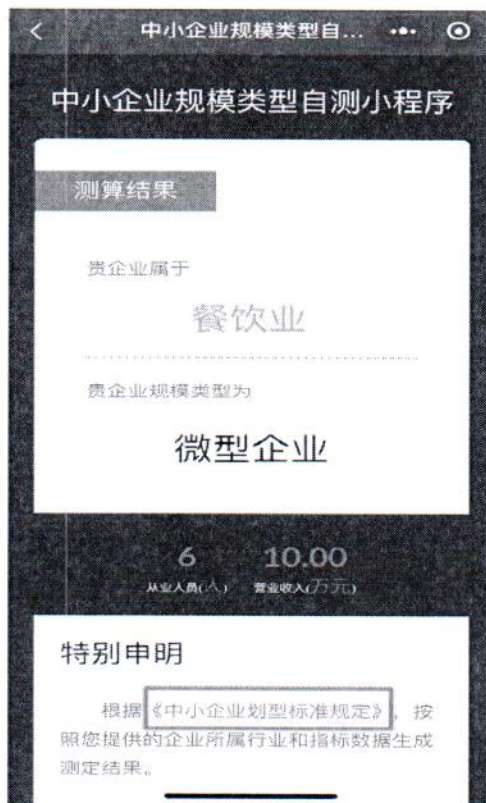 中小企业规模类型自...
中小企业规模类型自测小程序
测算结果
贵企业属于
餐饮业
贵企业规模类型为
微型企业
6 10.00
从业人员(人) 营业收入(万元)
特别申明
根据《中小企业划型标准规定》，按
照您提供的企业所属行业和指标数据生成
测定结果。